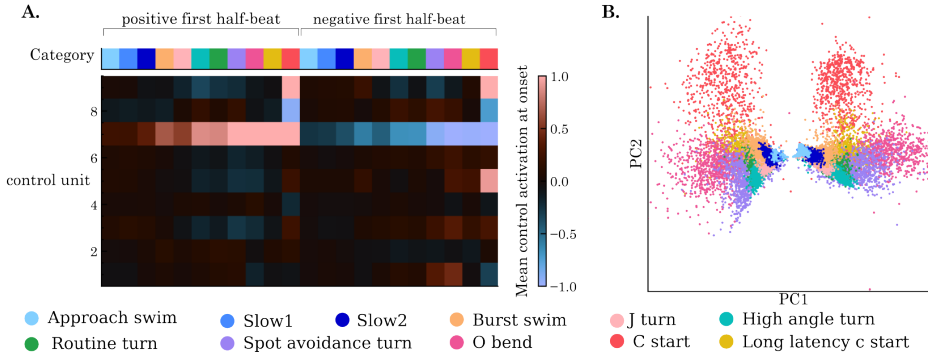 A.
positive first half-beat negative first half-beat
Category
8
6
control unit
4
2
1.0
0.5
0.0
−0.5
−1.0
Mean control activation at onset
B.
PC2
PC1
Approach swim Slow1 Slow2 Burst swim J turn High angle turn
Routine turn Spot avoidance turn O bend C start Long latency c start